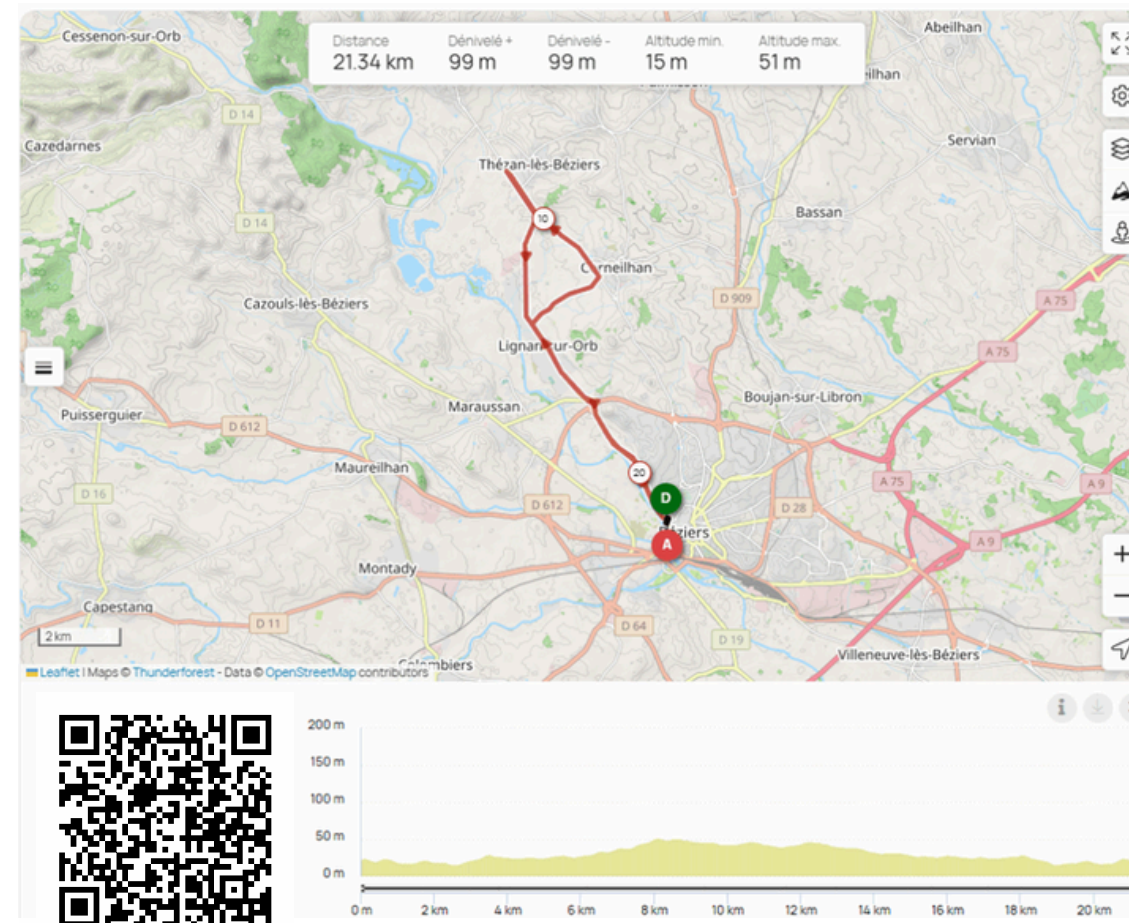 Cessenon-sur-Orb
Abeilhan
Distance
Dénivelé +
Dénivelé -
Altitude min.
Altitude max.
21.34 km
99 m
99 m
15 m
51 m
D 14
Cazedarnes
Servian
Thézan-lès-Béziers
D 14
10
Bassan
Corneilhan
Cazouls-lès-Béziers
D 909
A 75
Lignan-sur-Orb
A 75
Puisserguier
Maraussan
Boujan-sur-Libron
D 612
Maureilhan
20
D 16
D 612
D
D 28
A 75
A 9
Béziers
A
A 9
Montady
Capestang
D 11
D 64
D 19
2 km
Colombiers
Villeneuve-lès-Béziers
Leaflet | Maps © Thunderforest - Data © OpenStreetMap contributors
200 m
150 m
100 m
50 m
0 m
0 m
2 km
4 km
6 km
8 km
10 km
12 km
14 km
16 km
18 km
20 km